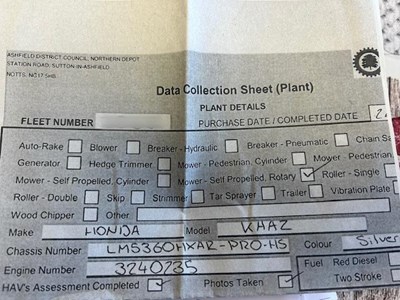 ASHFIELD DISTRICT COUNCIL, NORTHERN DEPOT
STATION ROAD, SUTTON-IN-ASHFIELD,
NOTTS. NG17 5HB
Data Collection Sheet (Plant)
PLANT DETAILS
FLEET NUMBER PURCHASE DATE / COMPLETED DATE 2
Auto-Rake Blower Breaker - Hydraulic Breaker - Pneumatic Chain Sa
Generator Hedge Trimmer Mower - Pedestrian, Cylinder Mower - Pedestrian,
Mower - Self Propelled, Cylinder Mower - Self Propelled, Rotary Roller - Single
Roller - Double Skip Strimmer Tar Sprayer Trailer Vibration Plate
Wood Chipper Other
Make HONDA Model KHAZ
Chassis Number LM5360HXAR-PRO-HS Colour Silver
Engine Number 3240235 Fuel Red Diesel
HAV's Assessment Completed Photos Taken Two Stroke